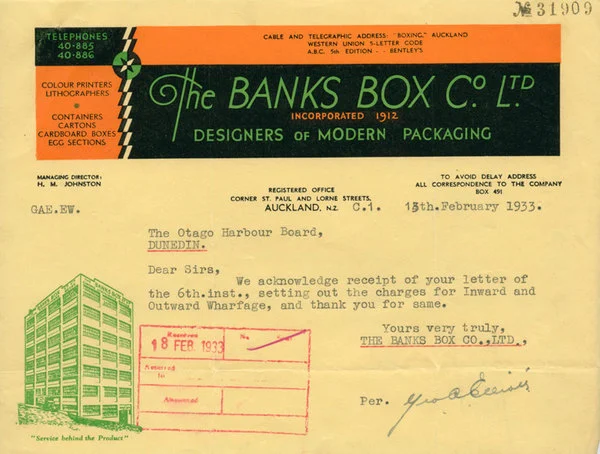 № 31909
TELEPHONES
40-885
40-886
CABLE AND TELEGRAPHIC ADDRESS: "BOXING," AUCKLAND
WESTERN UNION 5-LETTER CODE
A.B.C. 5th EDITION - - BENTLEY'S
COLOUR PRINTERS
LITHOGRAPHERS
•
CONTAINERS
CARTONS
CARDBOARD BOXES
EGG SECTIONS
The BANKS BOX Co. LTD
INCORPORATED 1912
DESIGNERS OF MODERN PACKAGING
MANAGING DIRECTOR:
H. M. JOHNSTON
REGISTERED OFFICE
CORNER ST. PAUL AND LORNE STREETS,
AUCKLAND, N.Z.
TO AVOID DELAY ADDRESS
ALL CORRESPONDENCE TO THE COMPANY
BOX 491
GAE.EW.
C.1. 15th.February 1933.
The Otago Harbour Board,
DUNEDIN.
Dear Sirs,
We acknowledge receipt of your letter of
the 6th.inst., setting out the charges for Inward and
Outward Wharfage, and thank you for same.
Yours very truly,
THE BANKS BOX CO.,LTD.,
Per. Geo A Elliott
Received
18 FEB. 1933
No.
Referred
to
Answered
"Service behind the Product"